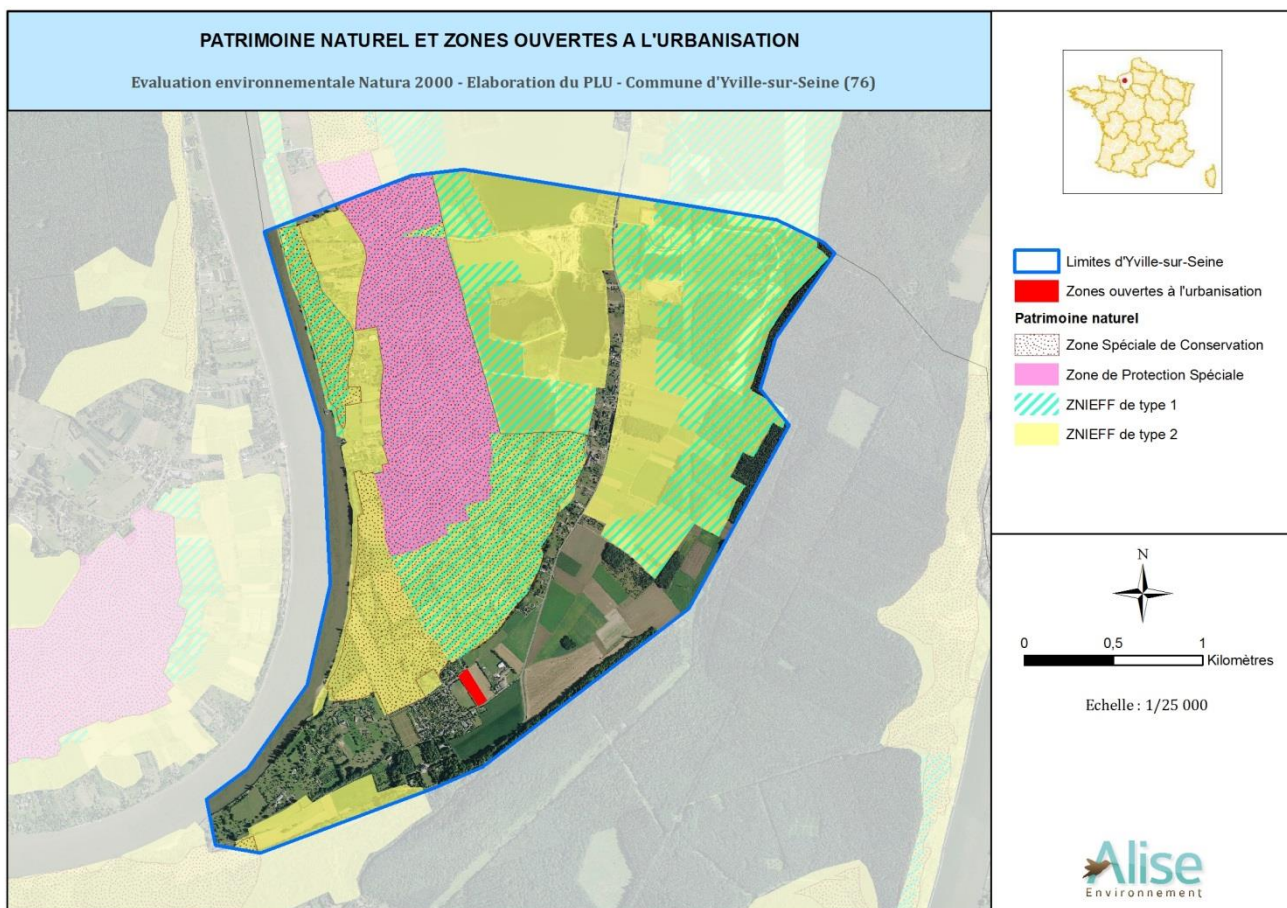 PATRIMOINE NATUREL ET ZONES OUVERTES A L'URBANISATION
Evaluation environnementale Natura 2000 - Elaboration du PLU - Commune d'Yville-sur-Seine (76)
Limites d'Yville-sur-Seine
Zones ouvertes à l'urbanisation
Patrimoine naturel
Zone Spéciale de Conservation
Zone de Protection Spéciale
ZNIEFF de type 1
ZNIEFF de type 2
N
0 0,5 1
Kilomètres
Echelle : 1/25 000
Alise
Environnement